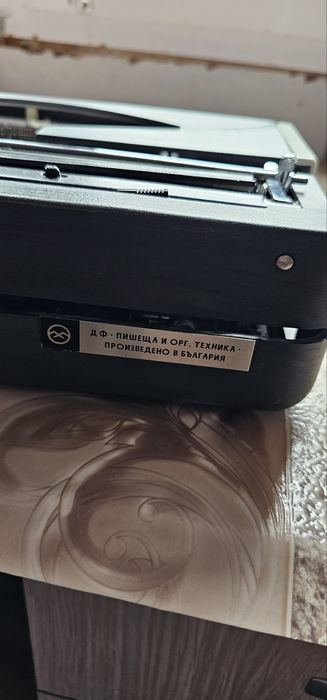 ДФ · ПИШЕЩА И ОРГ. ТЕХНИКА ·
ПРОИЗВЕДЕНО В БЪЛГАРИЯ